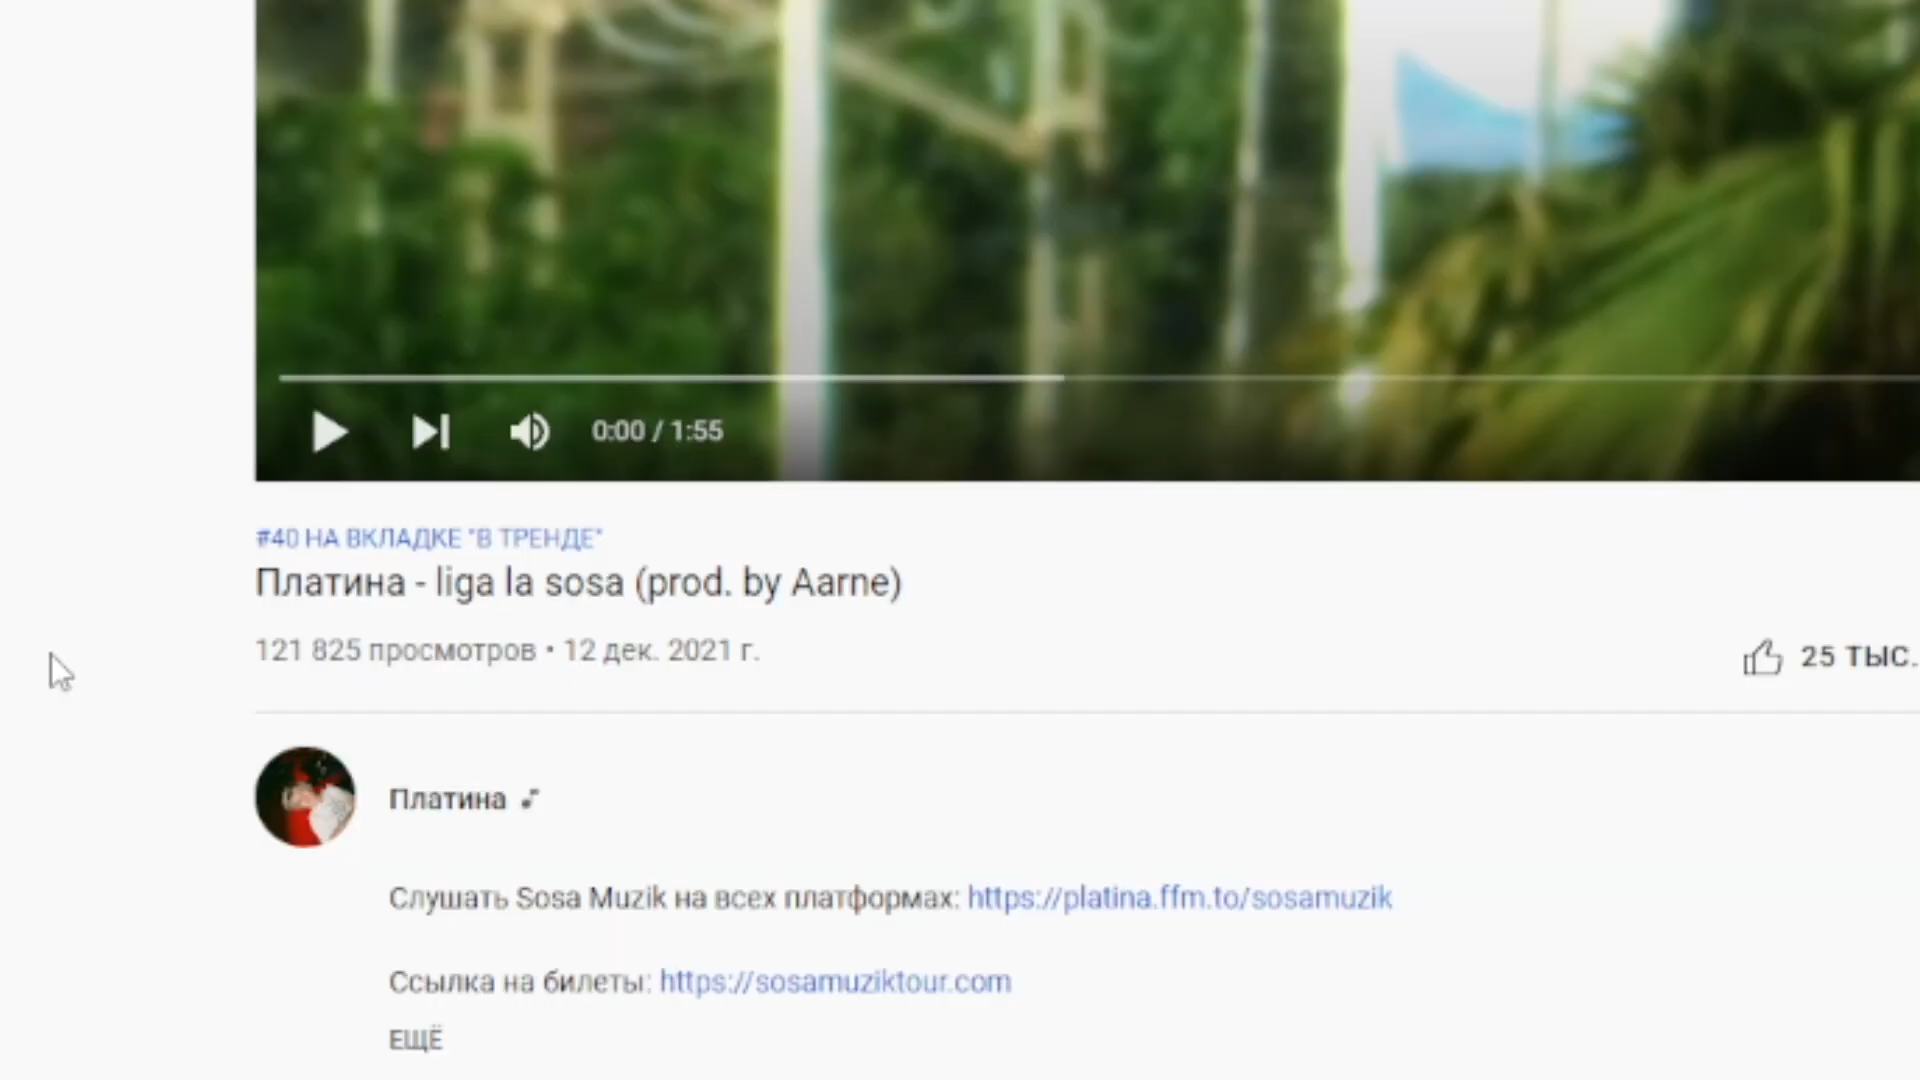 0:00 / 1:55
#40 НА ВКЛАДКЕ "В ТРЕНДЕ"
Платина - liga la sosa (prod. by Aarne)
121 825 просмотров • 12 дек. 2021 г.
25 ТЫС.
Платина
Слушать Sosa Muzik на всех платформах: https://platina.ffm.to/sosamuzik
Ссылка на билеты: https://sosamuziktour.com
ЕЩЁ